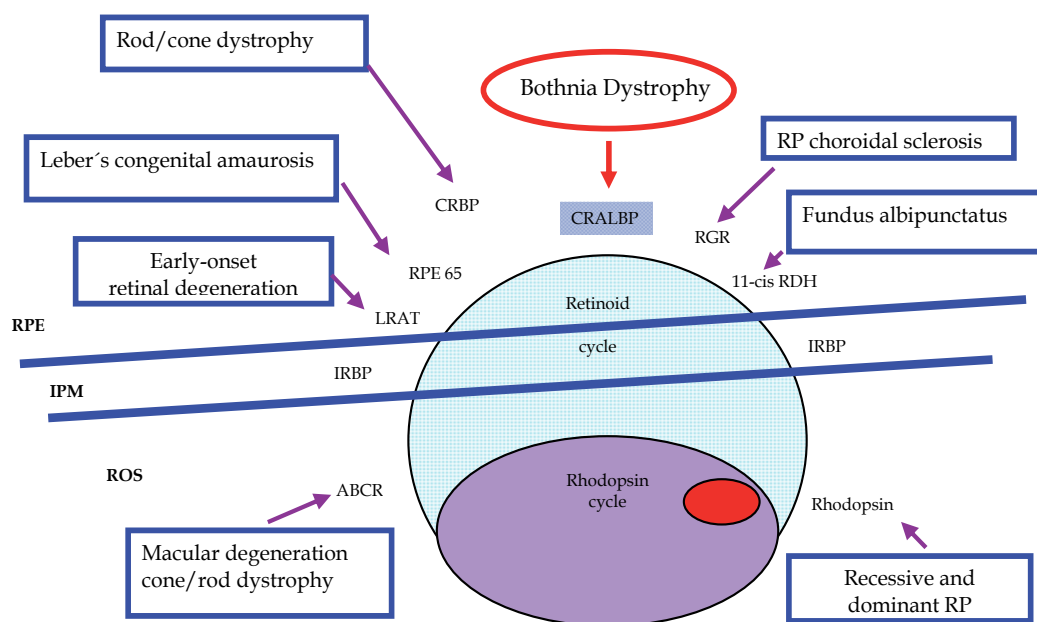 Rod/cone dystrophy
Bothnia Dystrophy
RP choroidal sclerosis
Leber´s congenital amaurosis
CRBP
CRALBP
RGR
Fundus albipunctatus
Early-onset
retinal degeneration
RPE 65
11-cis RDH
LRAT
Retinoid
cycle
RPE
IRBP
IRBP
IPM
ROS
ABCR
Rhodopsin
cycle
Rhodopsin
Macular degeneration
cone/rod dystrophy
Recessive and
dominant RP